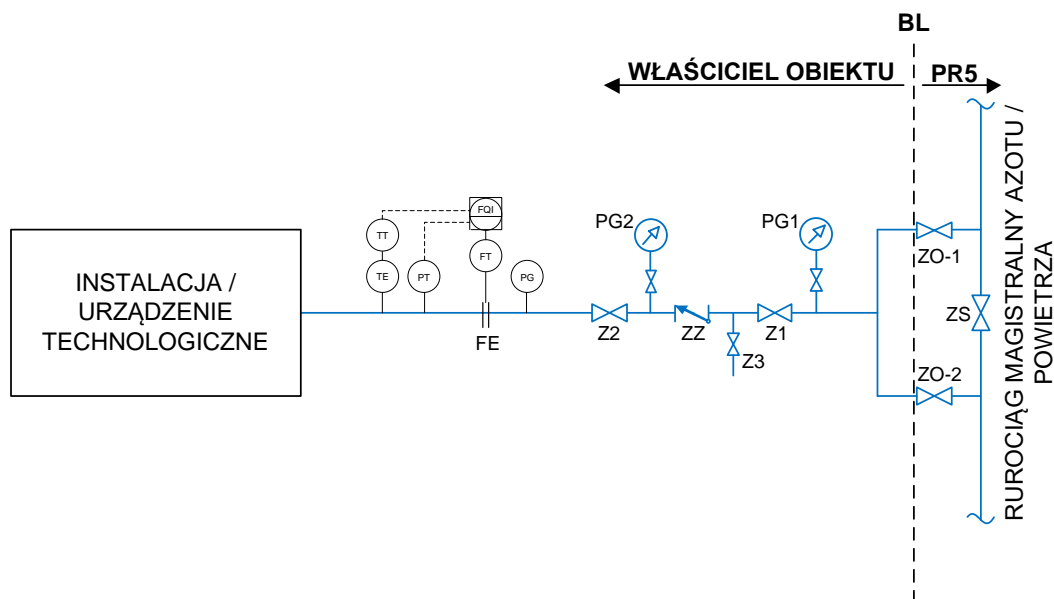 BL
WŁAŚCICIEL OBIEKTU
PR5
RUROCIĄG MAGISTRALNY AZOTU /
POWIETRZA
FQI
TT
FT
TE
PT
PG
PG2
PG1
ZO-1
ZS
ZO-2
INSTALACJA /
URZĄDZENIE
TECHNOLOGICZNE
FE
Z2
ZZ
Z1
Z3